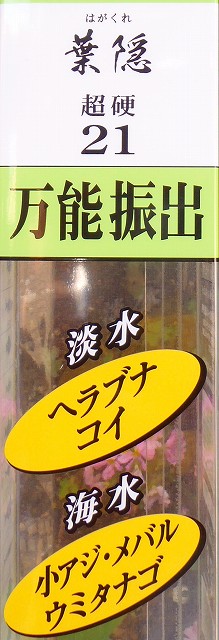 はがくれ
葉隠
超硬
21
万能振出
淡水
ヘラブナ
コイ
海水
小アジ・メバル
ウミタナゴ